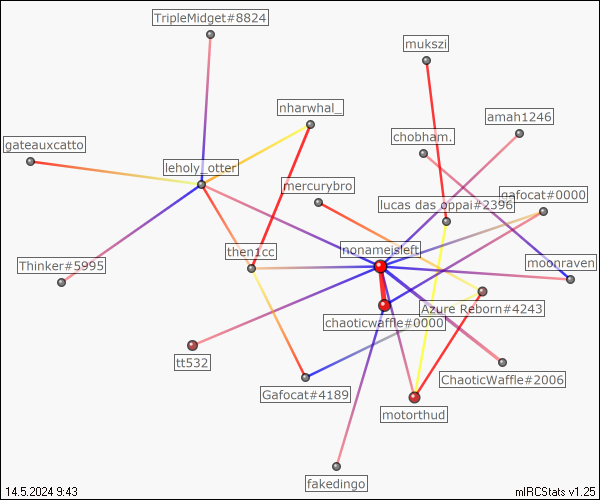 TripleMidget#8824
mukszi
nharwhal_
amah1246
chobham.
gateauxcatto
leholy_otter
mercurybro
gafocat#0000
lucas das oppai#2396
then1cc
nonameisleft
Thinker#5995
moonraven
Azure Reborn#4243
chaoticwaffle#0000
tt532
ChaoticWaffle#2006
Gafocat#4189
motorthud
fakedingo
14.5.2024 9:43
mIRCStats v1.25